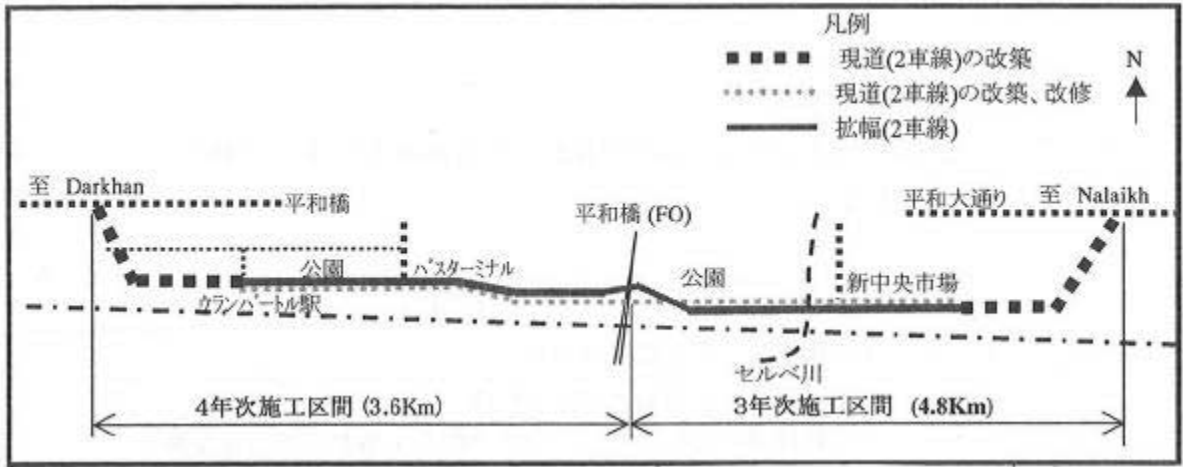 凡例
現道(2車線)の改築
現道(2車線)の改築、改修
拡幅(2車線)
N
至 Darkhan
平和橋
平和橋 (FO)
平和大通り
至 Nalaikh
公園
バスターミナル
公園
新中央市場
ウランバートル駅
セルベ川
4年次施工区間 (3.6Km)
3年次施工区間 (4.8Km)